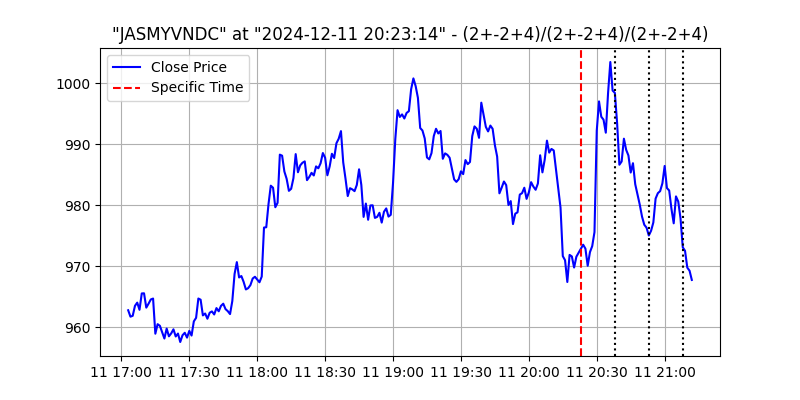 "JASMYVNDC" at "2024-12-11 20:23:14" - (2+-2+4)/(2+-2+4)/(2+-2+4)
Close Price
Specific Time
1000
990
980
970
960
11 17:00 11 17:30 11 18:00 11 18:30 11 19:00 11 19:30 11 20:00 11 20:30 11 21:00